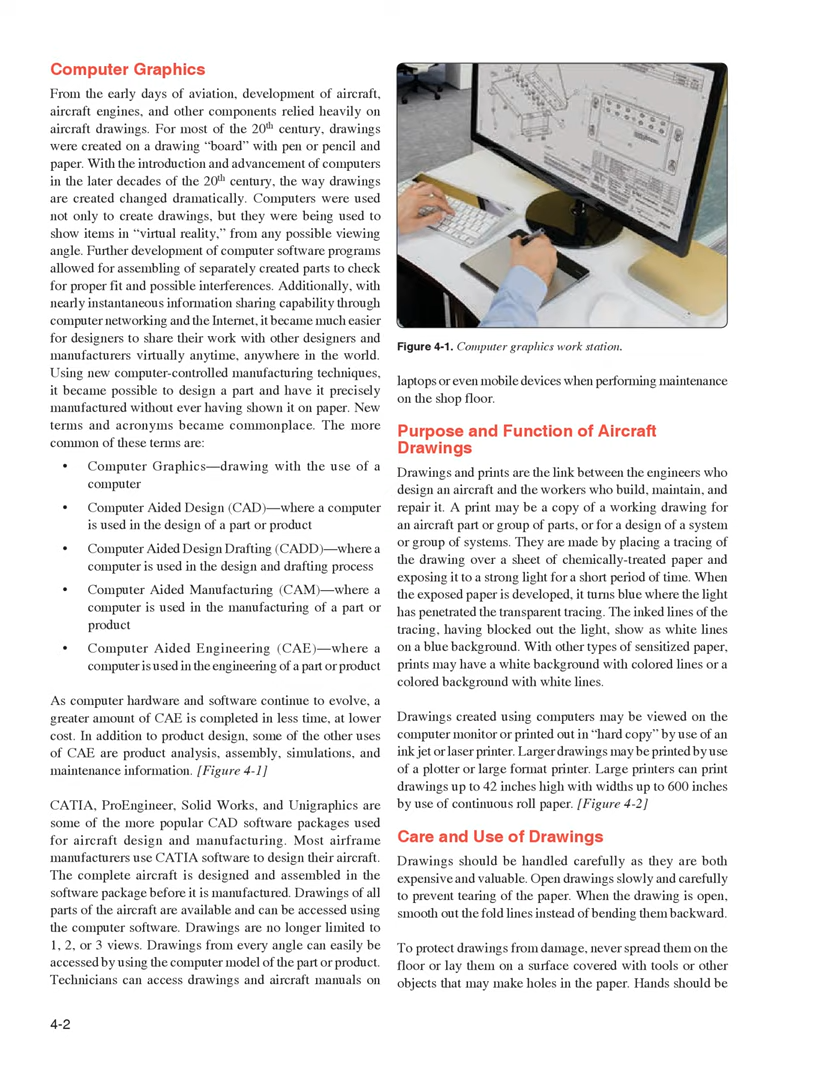 Computer Graphics
From the early days of aviation, development of aircraft,
aircraft engines, and other components relied heavily on
aircraft drawings. For most of the 20th century, drawings
were created on a drawing “board” with pen or pencil and
paper. With the introduction and advancement of computers
in the later decades of the 20th century, the way drawings
are created changed dramatically. Computers were used
not only to create drawings, but they were being used to
show items in “virtual reality,” from any possible viewing
angle. Further development of computer software programs
allowed for assembling of separately created parts to check
for proper fit and possible interferences. Additionally, with
nearly instantaneous information sharing capability through
computer networking and the Internet, it became much easier
for designers to share their work with other designers and
manufacturers virtually anytime, anywhere in the world.
Using new computer-controlled manufacturing techniques,
it became possible to design a part and have it precisely
manufactured without ever having shown it on paper. New
terms and acronyms became commonplace. The more
common of these terms are:
• Computer Graphics—drawing with the use of a
computer
• Computer Aided Design (CAD)—where a computer
is used in the design of a part or product
• Computer Aided Design Drafting (CADD)—where a
computer is used in the design and drafting process
• Computer Aided Manufacturing (CAM)—where a
computer is used in the manufacturing of a part or
product
• Computer Aided Engineering (CAE)—where a
computer is used in the engineering of a part or product
As computer hardware and software continue to evolve, a
greater amount of CAE is completed in less time, at lower
cost. In addition to product design, some of the other uses
of CAE are product analysis, assembly, simulations, and
maintenance information. [Figure 4-1]
CATIA, ProEngineer, Solid Works, and Unigraphics are
some of the more popular CAD software packages used
for aircraft design and manufacturing. Most airframe
manufacturers use CATIA software to design their aircraft.
The complete aircraft is designed and assembled in the
software package before it is manufactured. Drawings of all
parts of the aircraft are available and can be accessed using
the computer software. Drawings are no longer limited to
1, 2, or 3 views. Drawings from every angle can easily be
accessed by using the computer model of the part or product.
Technicians can access drawings and aircraft manuals on
Figure 4-1. Computer graphics work station.
laptops or even mobile devices when performing maintenance
on the shop floor.
Purpose and Function of Aircraft
Drawings
Drawings and prints are the link between the engineers who
design an aircraft and the workers who build, maintain, and
repair it. A print may be a copy of a working drawing for
an aircraft part or group of parts, or for a design of a system
or group of systems. They are made by placing a tracing of
the drawing over a sheet of chemically-treated paper and
exposing it to a strong light for a short period of time. When
the exposed paper is developed, it turns blue where the light
has penetrated the transparent tracing. The inked lines of the
tracing, having blocked out the light, show as white lines
on a blue background. With other types of sensitized paper,
prints may have a white background with colored lines or a
colored background with white lines.
Drawings created using computers may be viewed on the
computer monitor or printed out in “hard copy” by use of an
ink jet or laser printer. Larger drawings may be printed by use
of a plotter or large format printer. Large printers can print
drawings up to 42 inches high with widths up to 600 inches
by use of continuous roll paper. [Figure 4-2]
Care and Use of Drawings
Drawings should be handled carefully as they are both
expensive and valuable. Open drawings slowly and carefully
to prevent tearing of the paper. When the drawing is open,
smooth out the fold lines instead of bending them backward.
To protect drawings from damage, never spread them on the
floor or lay them on a surface covered with tools or other
objects that may make holes in the paper. Hands should be
4-2